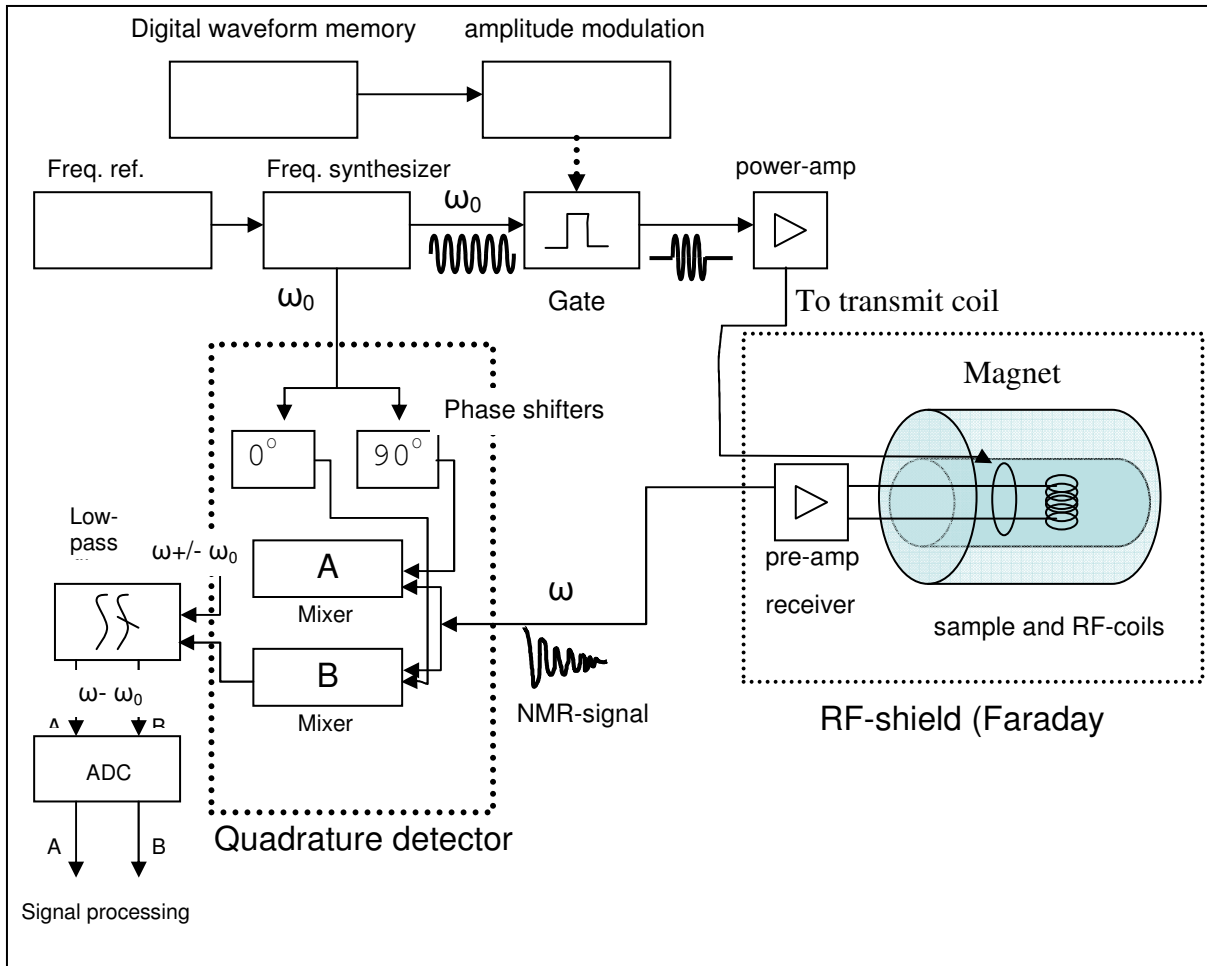 Digital waveform memory
amplitude modulation
Freq. ref.
Freq. synthesizer
power-amp
ω₀
ω₀
Gate
To transmit coil
Magnet
Phase shifters
0°
90°
Low-
pass
ω+/- ω₀
A
Mixer
pre-amp
receiver
ω
sample and RF-coils
B
Mixer
ω- ω₀
NMR-signal
RF-shield (Faraday
A
B
ADC
Quadrature detector
A
B
Signal processing